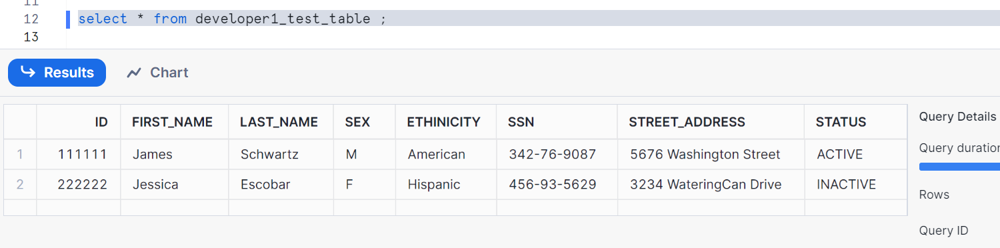 11
12 select * from developer1_test_table ;
13
Results Chart
ID FIRST_NAME LAST_NAME SEX ETHINICITY SSN STREET_ADDRESS STATUS
1 111111 James Schwartz M American 342-76-9087 5676 Washington Street ACTIVE
2 222222 Jessica Escobar F Hispanic 456-93-5629 3234 WateringCan Drive INACTIVE
Query Details
Query duration
Rows
Query ID